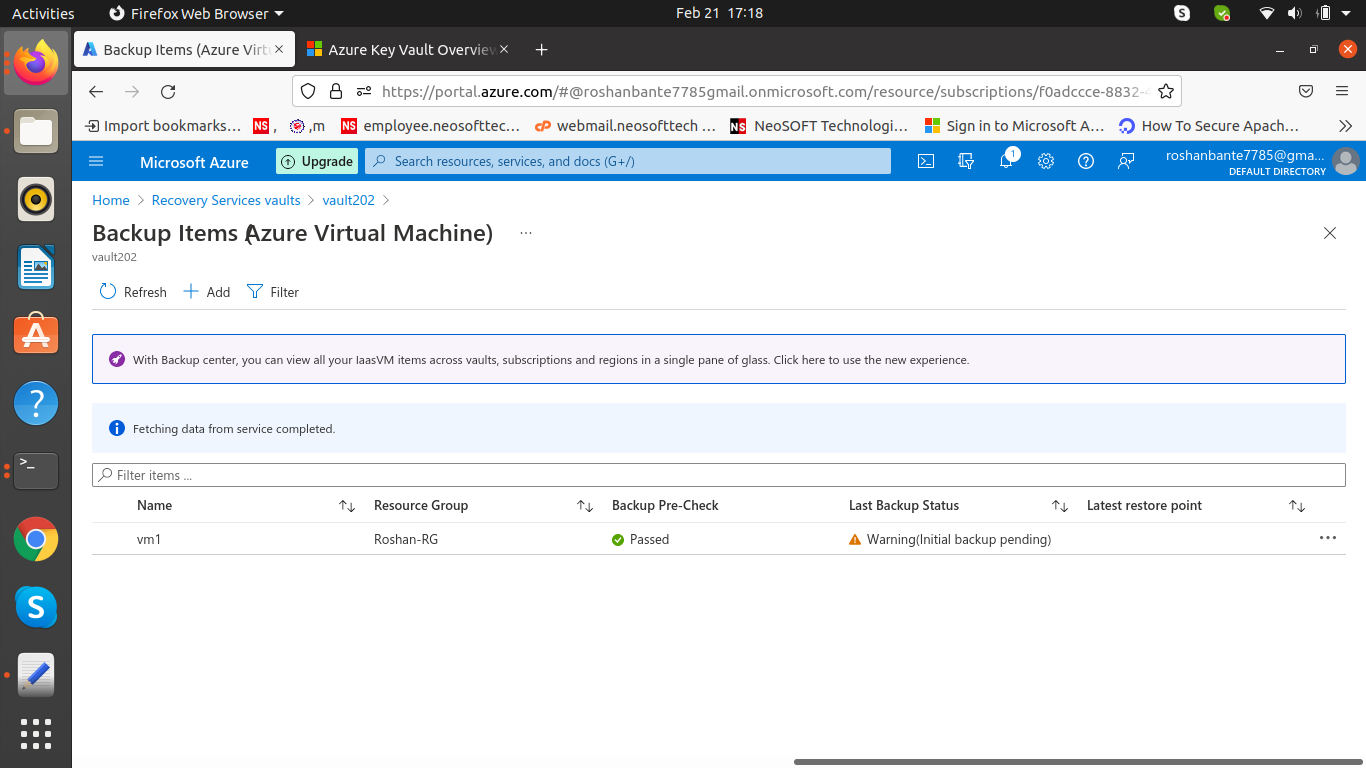 Activities
Firefox Web Browser
Feb 21 17:18
Backup Items (Azure Virtu
Azure Key Vault Overview
https://portal.azure.com/#@roshanbante7785gmail.onmicrosoft.com/resource/subscriptions/f0adccce-8832-
Import bookmarks...
NS ,
,m
NS employee.neosofttec...
cP webmail.neosofttech ...
NS NeoSOFT Technologi...
Sign in to Microsoft A...
How To Secure Apach...
Microsoft Azure
Upgrade
Search resources, services, and docs (G+/)
1
roshanbante7785@gma...
DEFAULT DIRECTORY
Home > Recovery Services vaults > vault202 >
Backup Items (Azure Virtual Machine) ...
vault202
Refresh
Add
Filter
With Backup center, you can view all your IaasVM items across vaults, subscriptions and regions in a single pane of glass. Click here to use the new experience.
Fetching data from service completed.
Filter items ...
Name Resource Group Backup Pre-Check Last Backup Status Latest restore point
vm1 Roshan-RG Passed Warning(Initial backup pending) ...